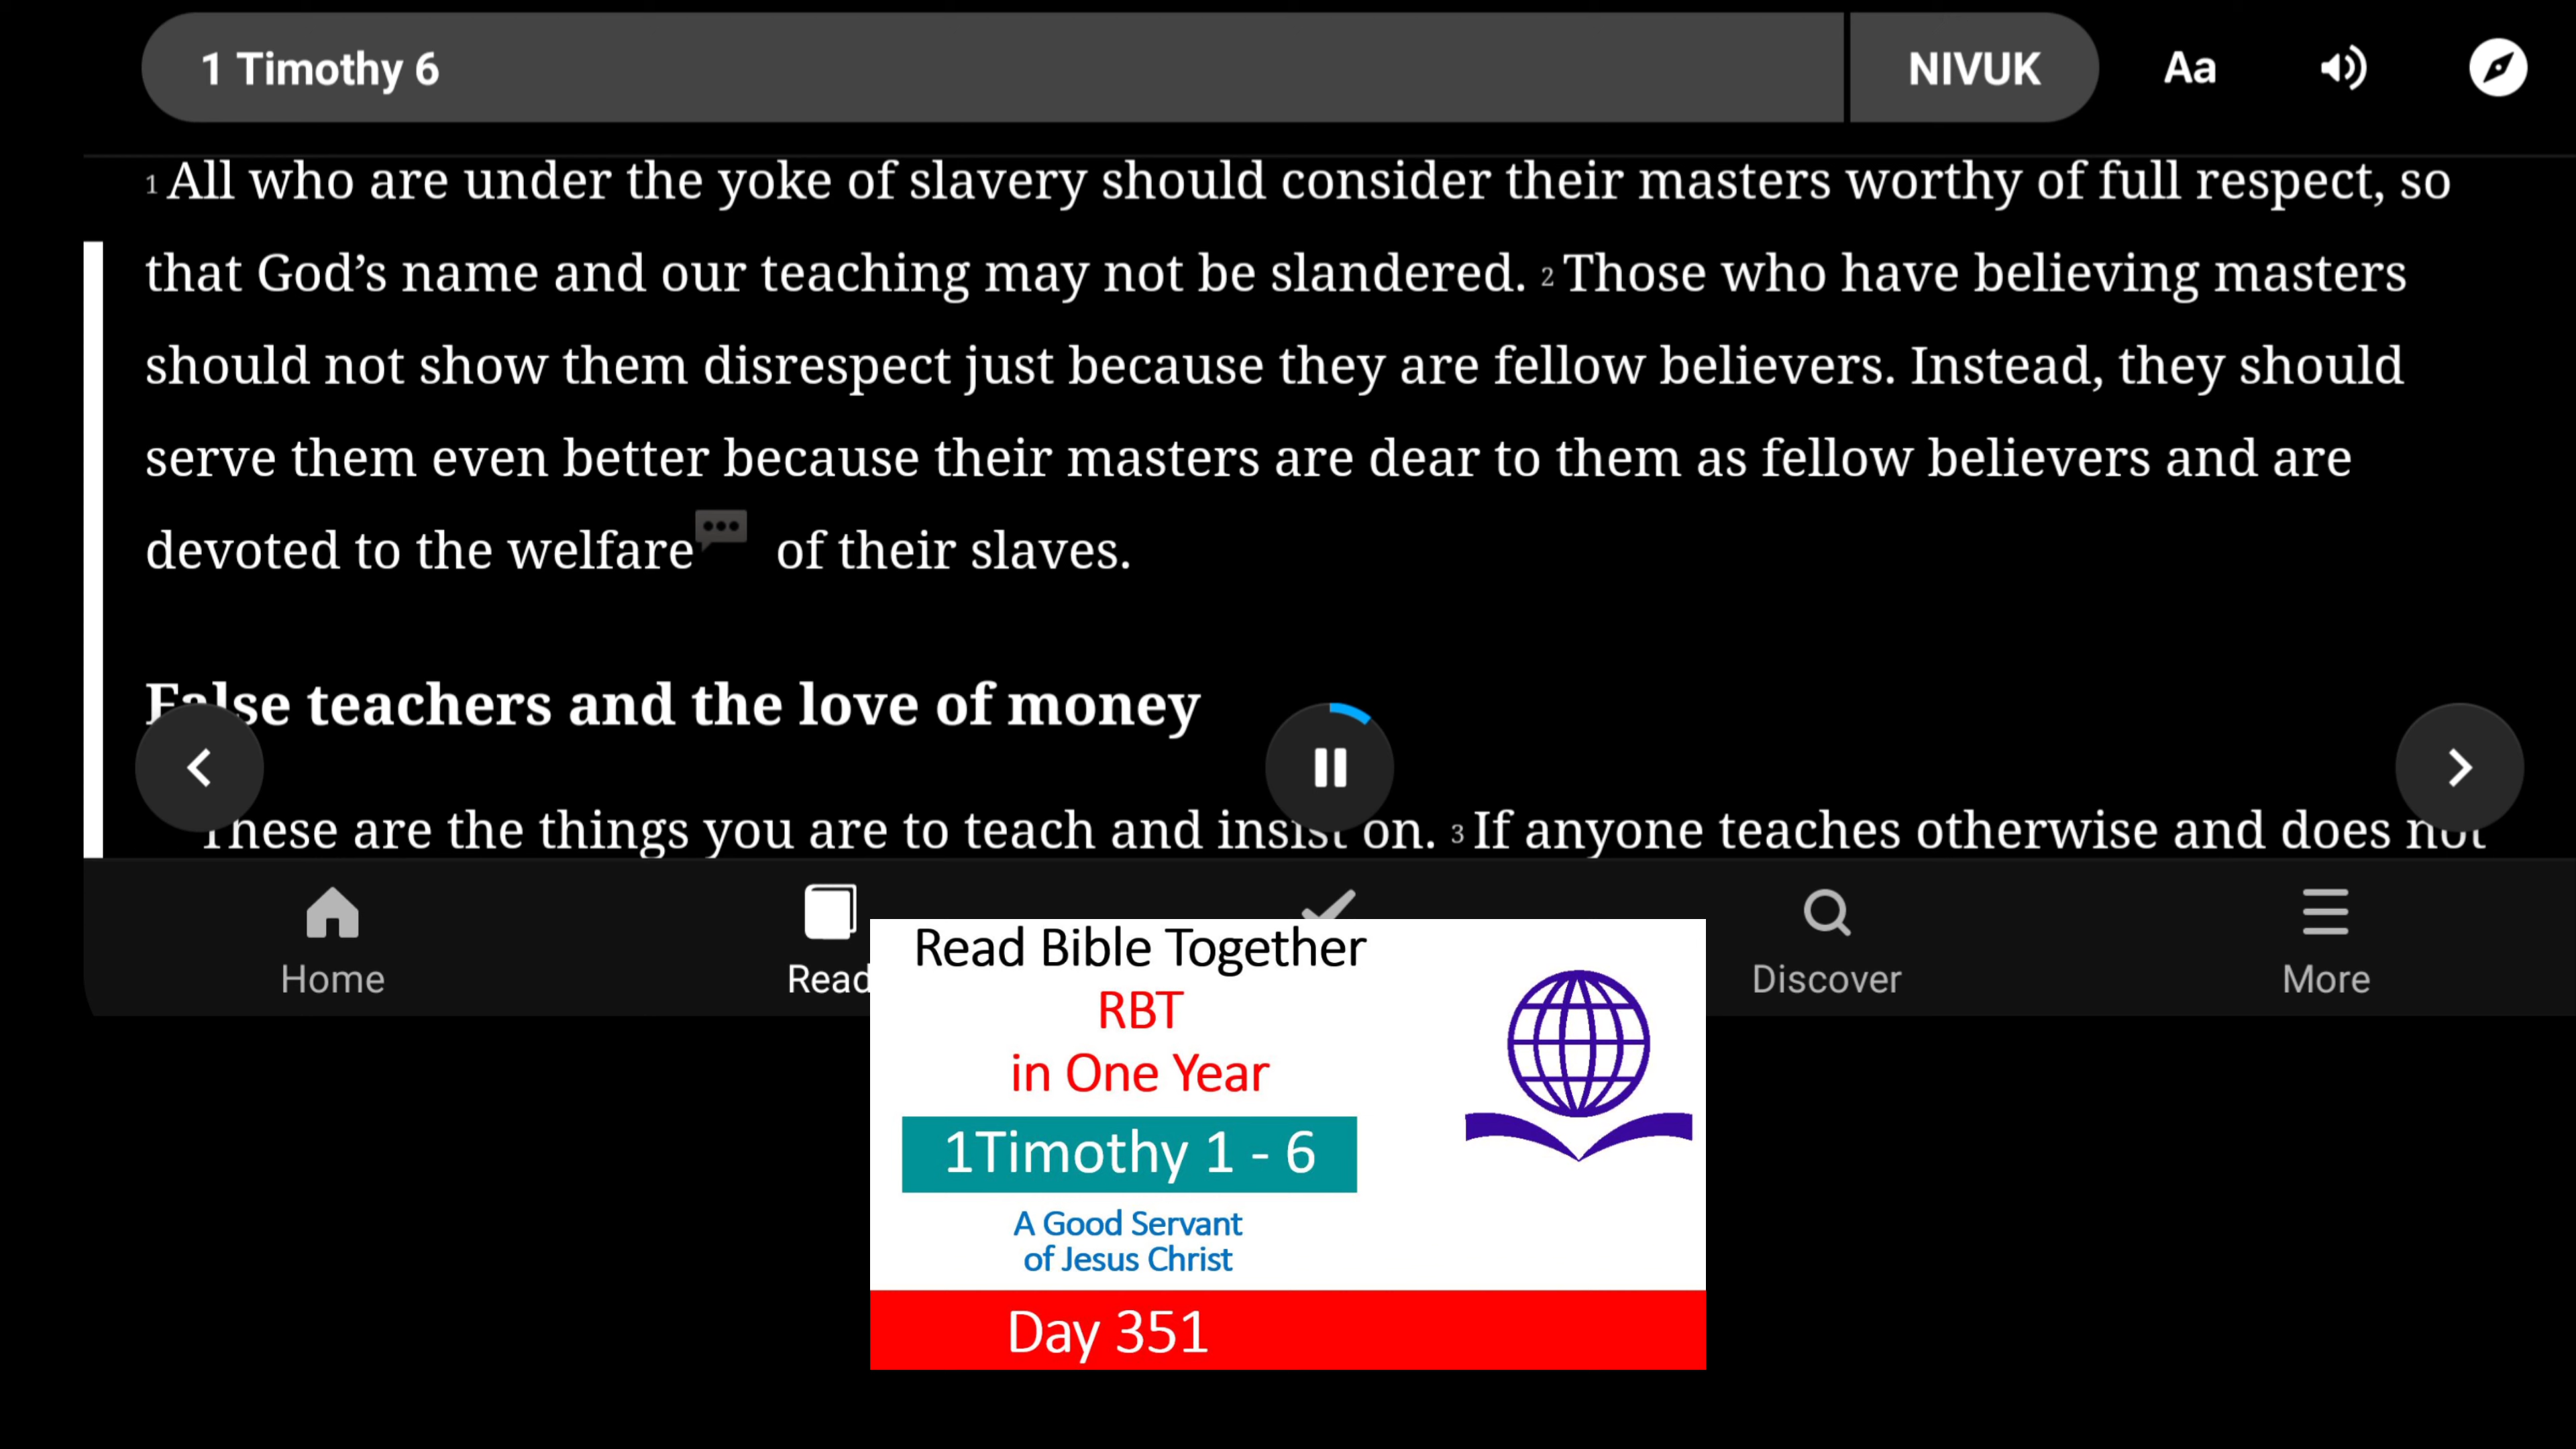 1 Timothy 6 NIVUK Aa
1 All who are under the yoke of slavery should consider their masters worthy of full respect, so
that God’s name and our teaching may not be slandered. 2 Those who have believing masters
should not show them disrespect just because they are fellow believers. Instead, they should
serve them even better because their masters are dear to them as fellow believers and are
devoted to the welfare of their slaves.
False teachers and the love of money
These are the things you are to teach and insist on. 3 If anyone teaches otherwise and does not
Home Read Discover More
Read Bible Together
RBT
in One Year
1Timothy 1 - 6
A Good Servant
of Jesus Christ
Day 351